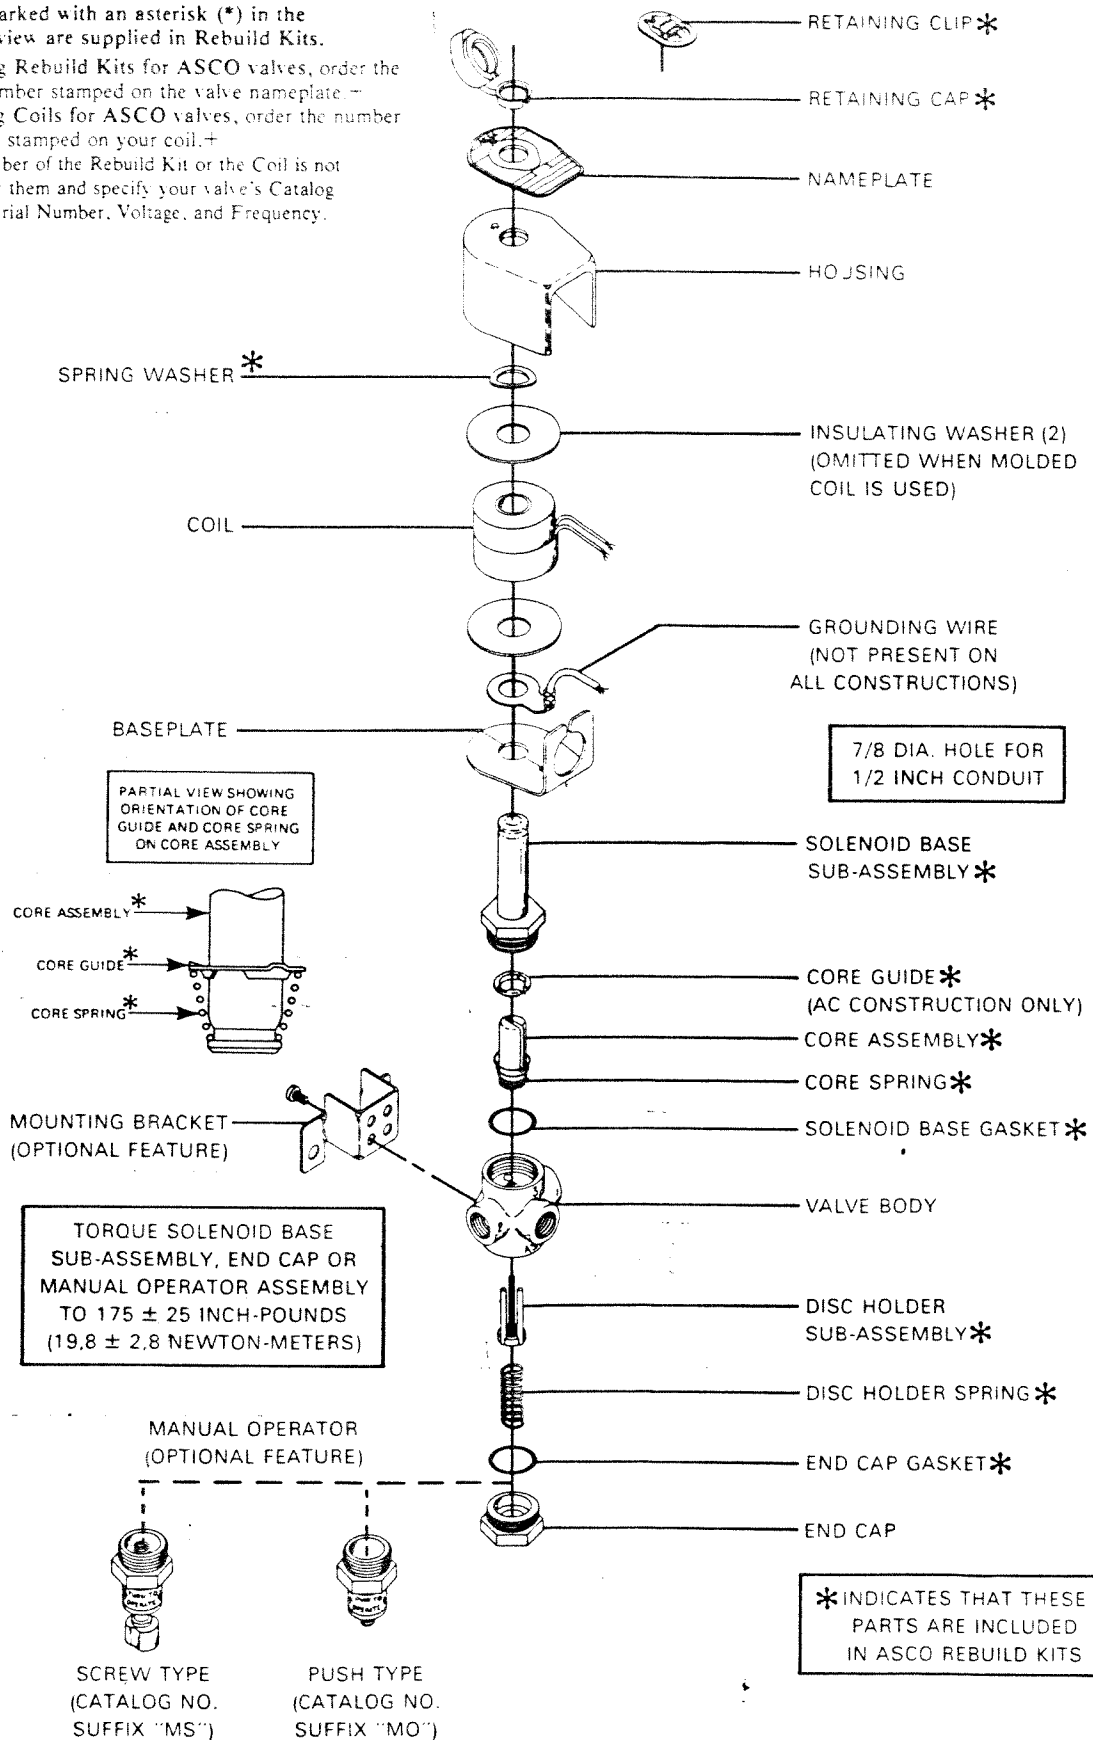 arked with an asterisk (*) in the
view are supplied in Rebuild Kits.
g Rebuild Kits for ASCO valves, order the
mber stamped on the valve nameplate.
g Coils for ASCO valves, order the number
stamped on your coil.+
ber of the Rebuild Kit or the Coil is not
them and specify your valve's Catalog
rial Number, Voltage, and Frequency.
RETAINING CLIP*
RETAINING CAP*
NAMEPLATE
HOUSING
SPRING WASHER*
INSULATING WASHER (2)
(OMITTED WHEN MOLDED
COIL IS USED)
COIL
GROUNDING WIRE
(NOT PRESENT ON
ALL CONSTRUCTIONS)
BASEPLATE
7/8 DIA. HOLE FOR
1/2 INCH CONDUIT
PARTIAL VIEW SHOWING
ORIENTATION OF CORE
GUIDE AND CORE SPRING
ON CORE ASSEMBLY
SOLENOID BASE
SUB-ASSEMBLY*
CORE ASSEMBLY*
CORE GUIDE*
CORE SPRING*
CORE GUIDE*
(AC CONSTRUCTION ONLY)
CORE ASSEMBLY*
CORE SPRING*
MOUNTING BRACKET
(OPTIONAL FEATURE)
SOLENOID BASE GASKET*
VALVE BODY
TORQUE SOLENOID BASE
SUB-ASSEMBLY, END CAP OR
MANUAL OPERATOR ASSEMBLY
TO 175 ± 25 INCH-POUNDS
(19,8 ± 2,8 NEWTON-METERS)
DISC HOLDER
SUB-ASSEMBLY*
DISC HOLDER SPRING*
MANUAL OPERATOR
(OPTIONAL FEATURE)
END CAP GASKET*
END CAP
TURN TO
OPERATE
PUSH TO
OPERATE
SCREW TYPE
(CATALOG NO.
SUFFIX "MS")
PUSH TYPE
(CATALOG NO.
SUFFIX "MO")
*INDICATES THAT THESE
PARTS ARE INCLUDED
IN ASCO REBUILD KITS